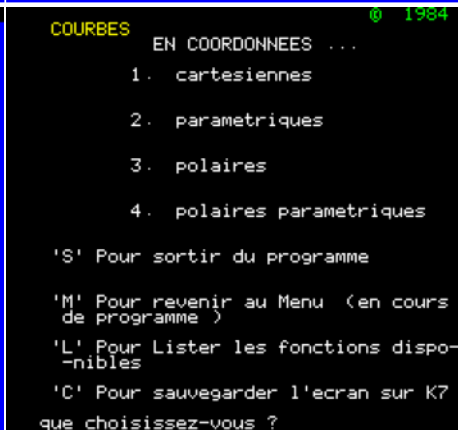 © 1984
COURBES
EN COORDONNEES ...
1. cartesiennes
2. parametriques
3. polaires
4. polaires parametriques
'S' Pour sortir du programme
'M' Pour revenir au Menu (en cours
de programme )
'L' Pour Lister les fonctions dispo-
-nibles
'C' Pour sauvegarder l'ecran sur K7
que choisissez-vous ?